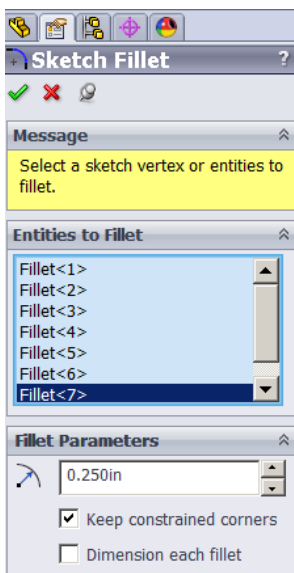 Sketch Fillet ?
Message
Select a sketch vertex or entities to
fillet.
Entities to Fillet
Fillet<1>
Fillet<2>
Fillet<3>
Fillet<4>
Fillet<5>
Fillet<6>
Fillet<7>
Fillet Parameters
0.250in
Keep constrained corners
Dimension each fillet